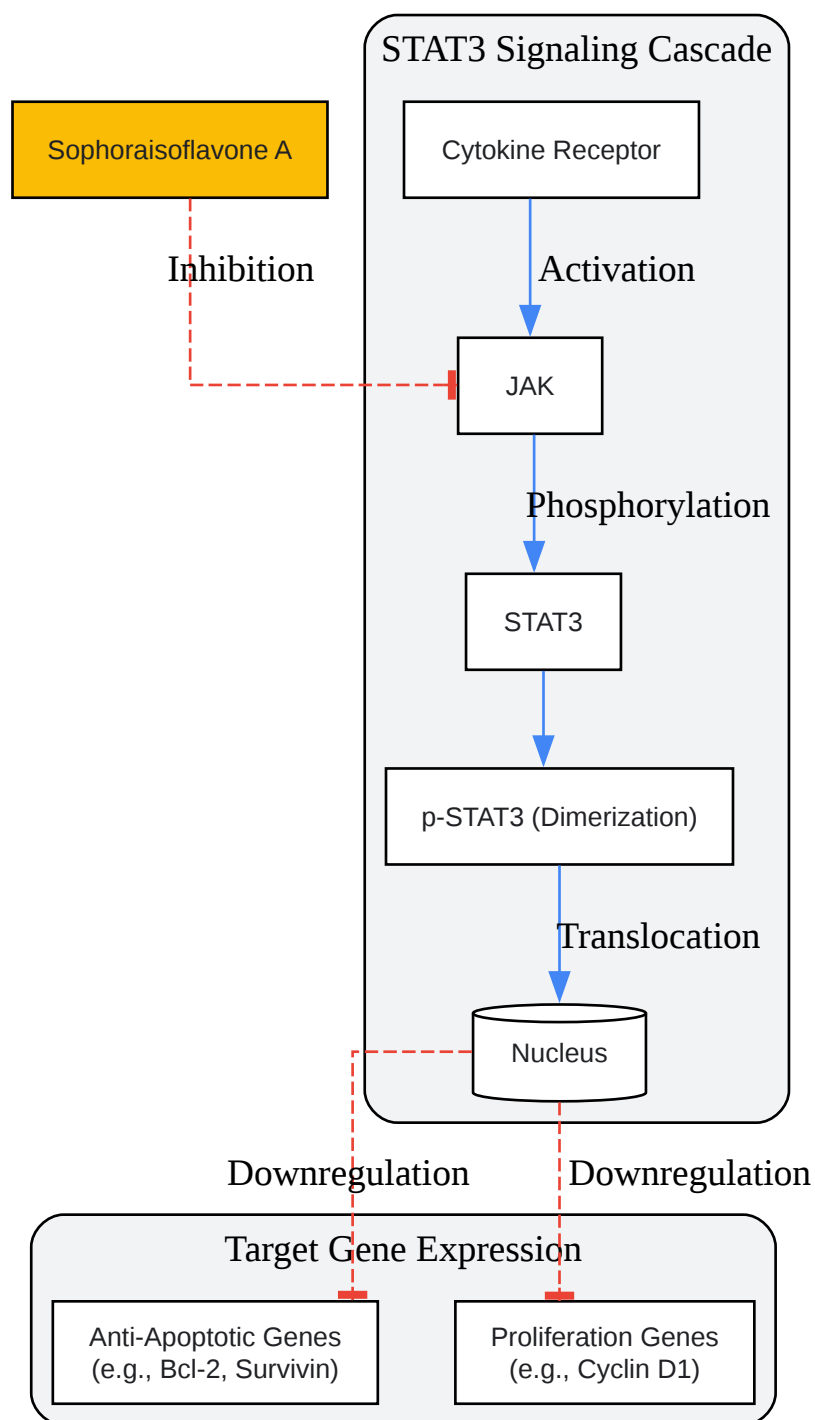 STAT3 Signaling Cascade
Sophoraisoflavone A
Cytokine Receptor
Inhibition
Activation
JAK
Phosphorylation
STAT3
p-STAT3 (Dimerization)
Translocation
Nucleus
Downregulation
Downregulation
Target Gene Expression
Anti-Apoptotic Genes
(e.g., Bcl-2, Survivin)
Proliferation Genes
(e.g., Cyclin D1)